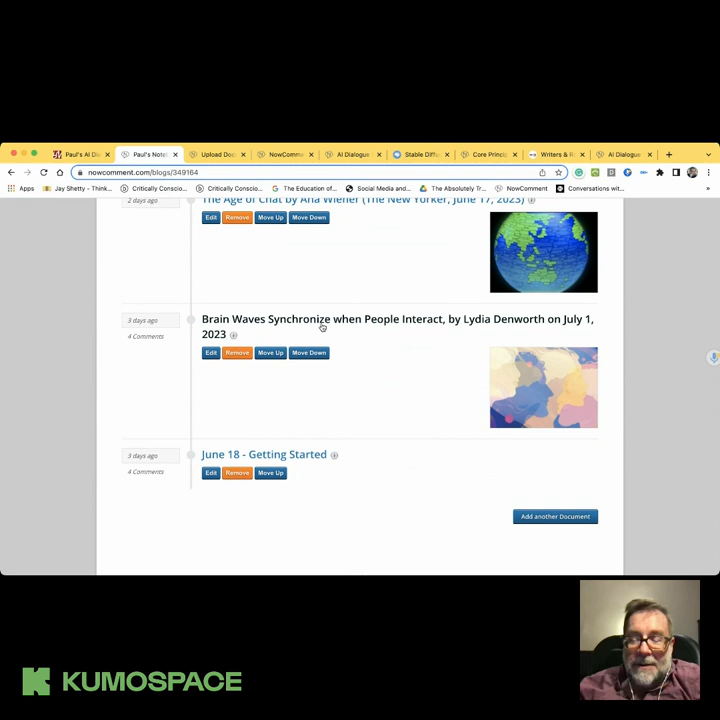 Paul's AI Di
Paul's Note
Upload Doc
NowComme
AI Dialogue
Stable Diffu
Core Princip
Writers & R
AI Dialogue
nowcomment.com/blogs/349164
Apps
Jay Shetty - Think...
Critically Conscio...
Critically Conscio...
The Education of...
Social Media and...
The Absolutely Tr...
NowComment
Conversations wit...
2 days ago
The Age of Chat by Ana Wiener (The New Yorker, June 17, 2023)
Edit Remove Move Up Move Down
3 days ago
4 Comments
Brain Waves Synchronize when People Interact, by Lydia Denworth on July 1,
2023
Edit Remove Move Up Move Down
3 days ago
4 Comments
June 18 - Getting Started
Edit Remove Move Up
Add another Document
KUMOSPACE